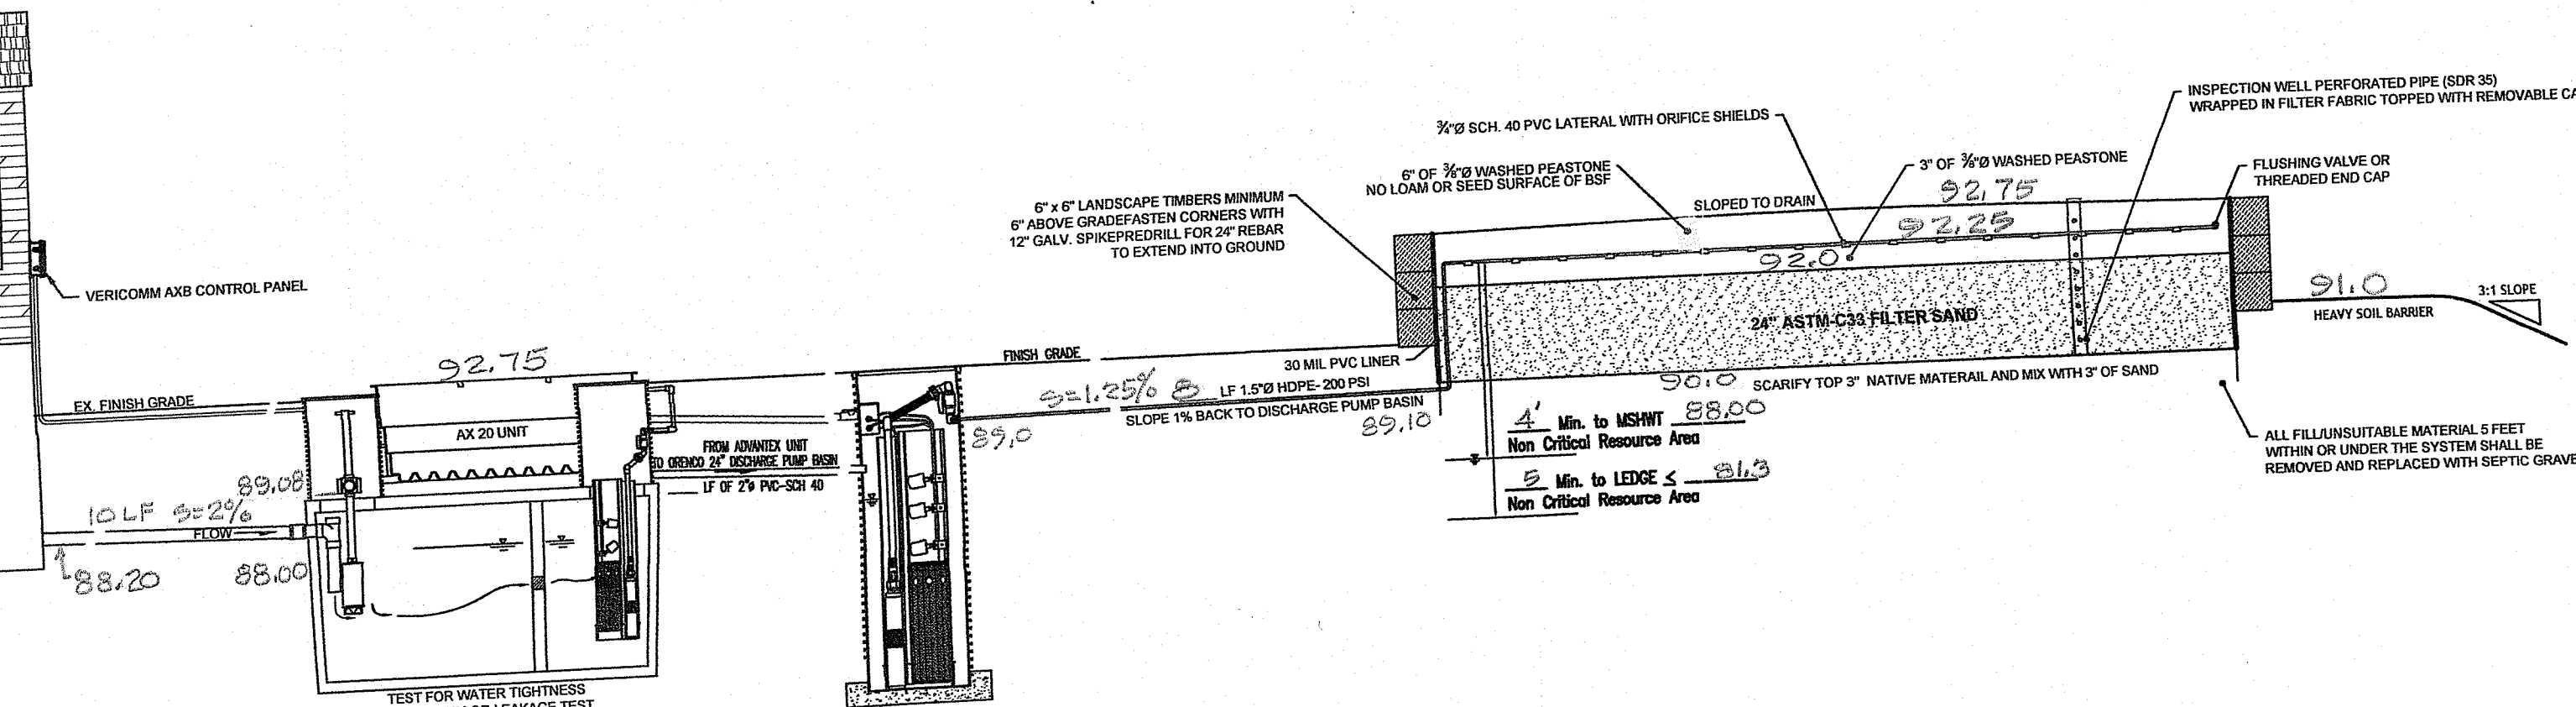 INSPECTION WELL PERFORATED PIPE (SDR 35)
WRAPPED IN FILTER FABRIC TOPPED WITH REMOVABLE CA
¾"Ø SCH. 40 PVC LATERAL WITH ORIFICE SHIELDS
6" OF ⅜"Ø WASHED PEASTONE
NO LOAM OR SEED SURFACE OF BSF
3" OF ⅜"Ø WASHED PEASTONE
FLUSHING VALVE OR
THREADED END CAP
6" x 6" LANDSCAPE TIMBERS MINIMUM
6" ABOVE GRADEFASTEN CORNERS WITH
12" GALV. SPIKEPREDRILL FOR 24" REBAR
TO EXTEND INTO GROUND
SLOPED TO DRAIN
92.75
92.25
92.0
VERICOMM AXB CONTROL PANEL
24" ASTM-C33 FILTER SAND
91.0
3:1 SLOPE
HEAVY SOIL BARRIER
92.75
FINISH GRADE
30 MIL PVC LINER
EX. FINISH GRADE
S=1.25% 8 LF 1.5"Ø HDPE- 200 PSI
SLOPE 1% BACK TO DISCHARGE PUMP BASIN
90.0
SCARIFY TOP 3" NATIVE MATERAIL AND MIX WITH 3" OF SAND
AX 20 UNIT
FROM ADVANTEX UNIT
TO ORENCO 24" DISCHARGE PUMP BASIN
LF OF 2"Ø PVC-SCH 40
89.0
89.10
4' Min. to MSHWT 88.00
Non Critical Resource Area
5 Min. to LEDGE ≤ 81.3
Non Critical Resource Area
ALL FILL/UNSUITABLE MATERIAL 5 FEET
WITHIN OR UNDER THE SYSTEM SHALL BE
REMOVED AND REPLACED WITH SEPTIC GRAVE
89.08
10 LF S=2%
FLOW
88.20
88.00
TEST FOR WATER TIGHTNESS
LEAKAGE TEST